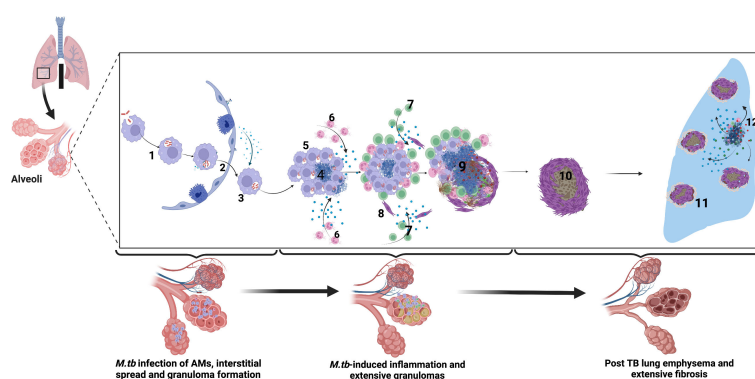 Alveoli
1
2
3
4
5
6
6
7
7
8
9
10
11
12
M.tb infection of AMs, interstitial
spread and granuloma formation
M.tb-induced inflammation and
extensive granulomas
Post TB lung emphysema and
extensive fibrosis